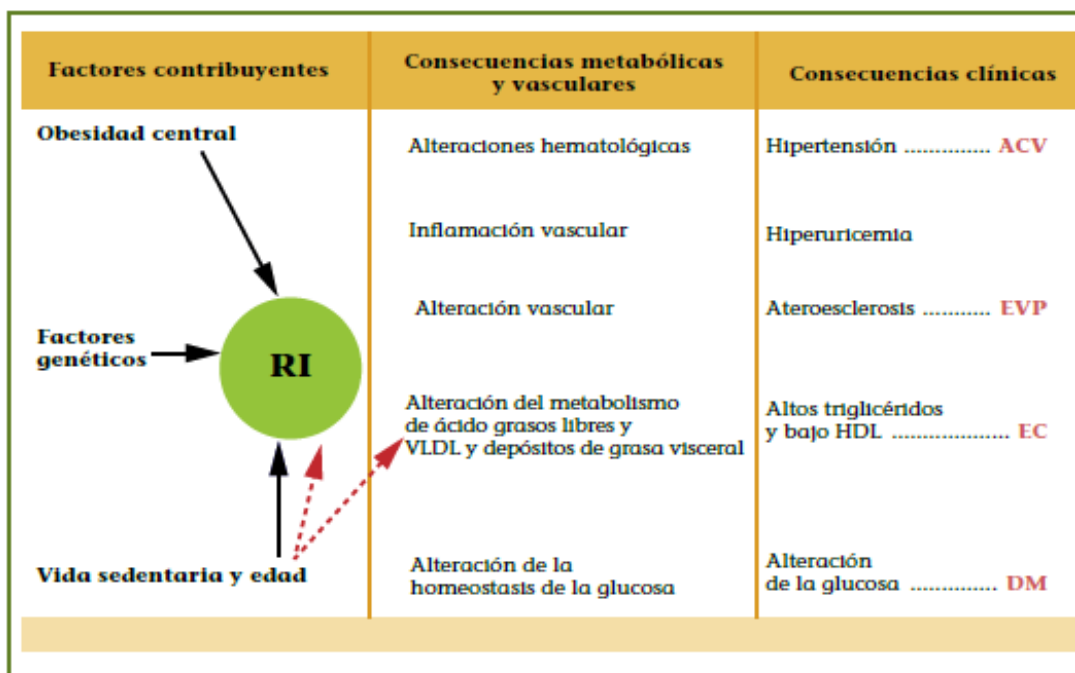 Factores contribuyentes
Consecuencias metabólicas
y vasculares
Consecuencias clínicas
Obesidad central
Factores
genéticos
RI
Vida sedentaria y edad
Alteraciones hematológicas
Inflamación vascular
Alteración vascular
Alteración del metabolismo
de ácido grasos libres y
VLDL y depósitos de grasa visceral
Alteración de la
homeostasis de la glucosa
Hipertensión .............. ACV
Hiperuricemia
Ateroesclerosis ........... EVP
Altos triglicéridos
y bajo HDL ................... EC
Alteración
de la glucosa .............. DM